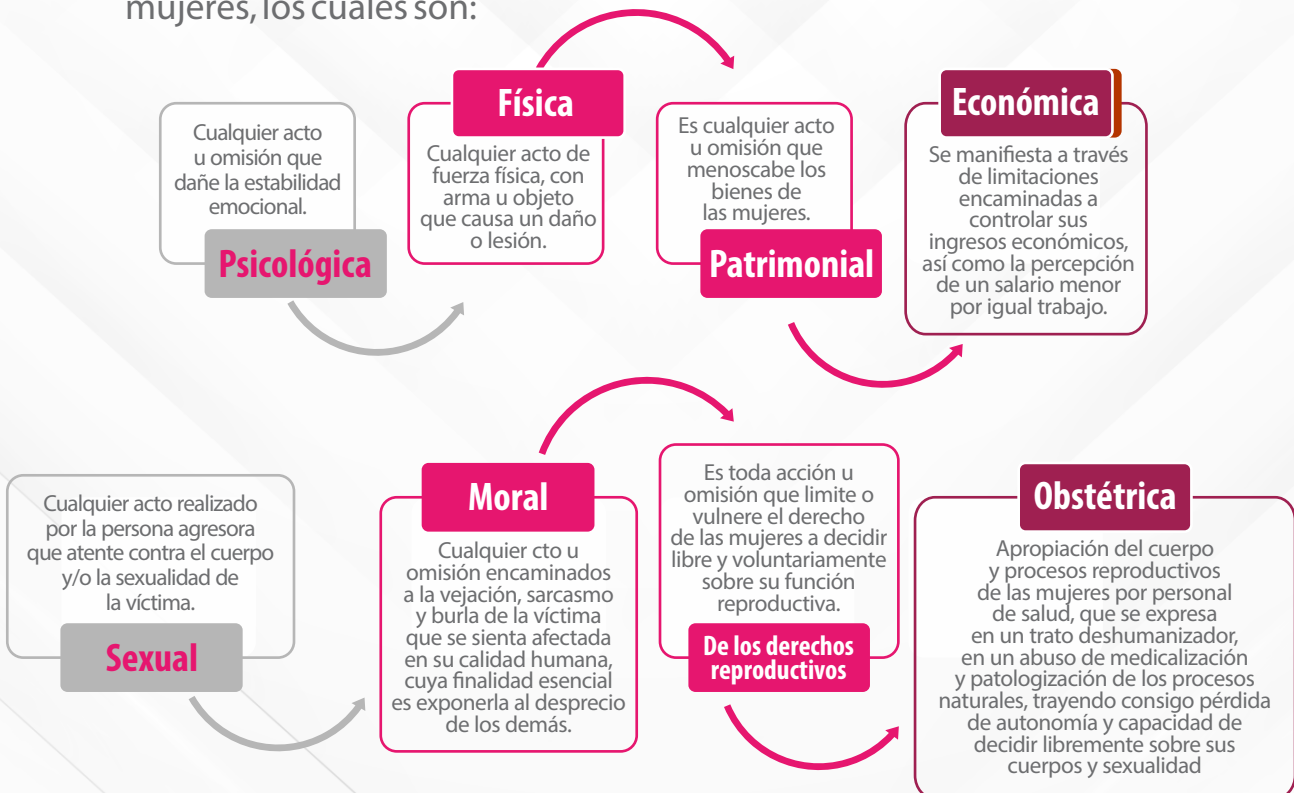 mujeres, los cuales son:
Cualquier acto
u omisión que
dañe la estabilidad
emocional.
Psicológica
Física
Cualquier acto de
fuerza física, con
arma u objeto
que causa un daño
o lesión.
Es cualquier acto
u omisión que
menoscabe los
bienes de
las mujeres.
Patrimonial
Económica
Se manifiesta a través
de limitaciones
encaminadas a
controlar sus
ingresos económicos,
así como la percepción
de un salario menor
por igual trabajo.
Cualquier acto realizado
por la persona agresora
que atente contra el cuerpo
y/o la sexualidad de
la víctima.
Sexual
Moral
Cualquier cto u
omisión encaminados
a la vejación, sarcasmo
y burla de la víctima
que se sienta afectada
en su calidad humana,
cuya finalidad esencial
es exponerla al desprecio
de los demás.
Es toda acción u
omisión que limite o
vulnere el derecho
de las mujeres a decidir
libre y voluntariamente
sobre su función
reproductiva.
De los derechos
reproductivos
Obstétrica
Apropiación del cuerpo
y procesos reproductivos
de las mujeres por personal
de salud, que se expresa
en un trato deshumanizador,
en un abuso de medicalización
y patologización de los procesos
naturales, trayendo consigo pérdida
de autonomía y capacidad de
decidir libremente sobre sus
cuerpos y sexualidad